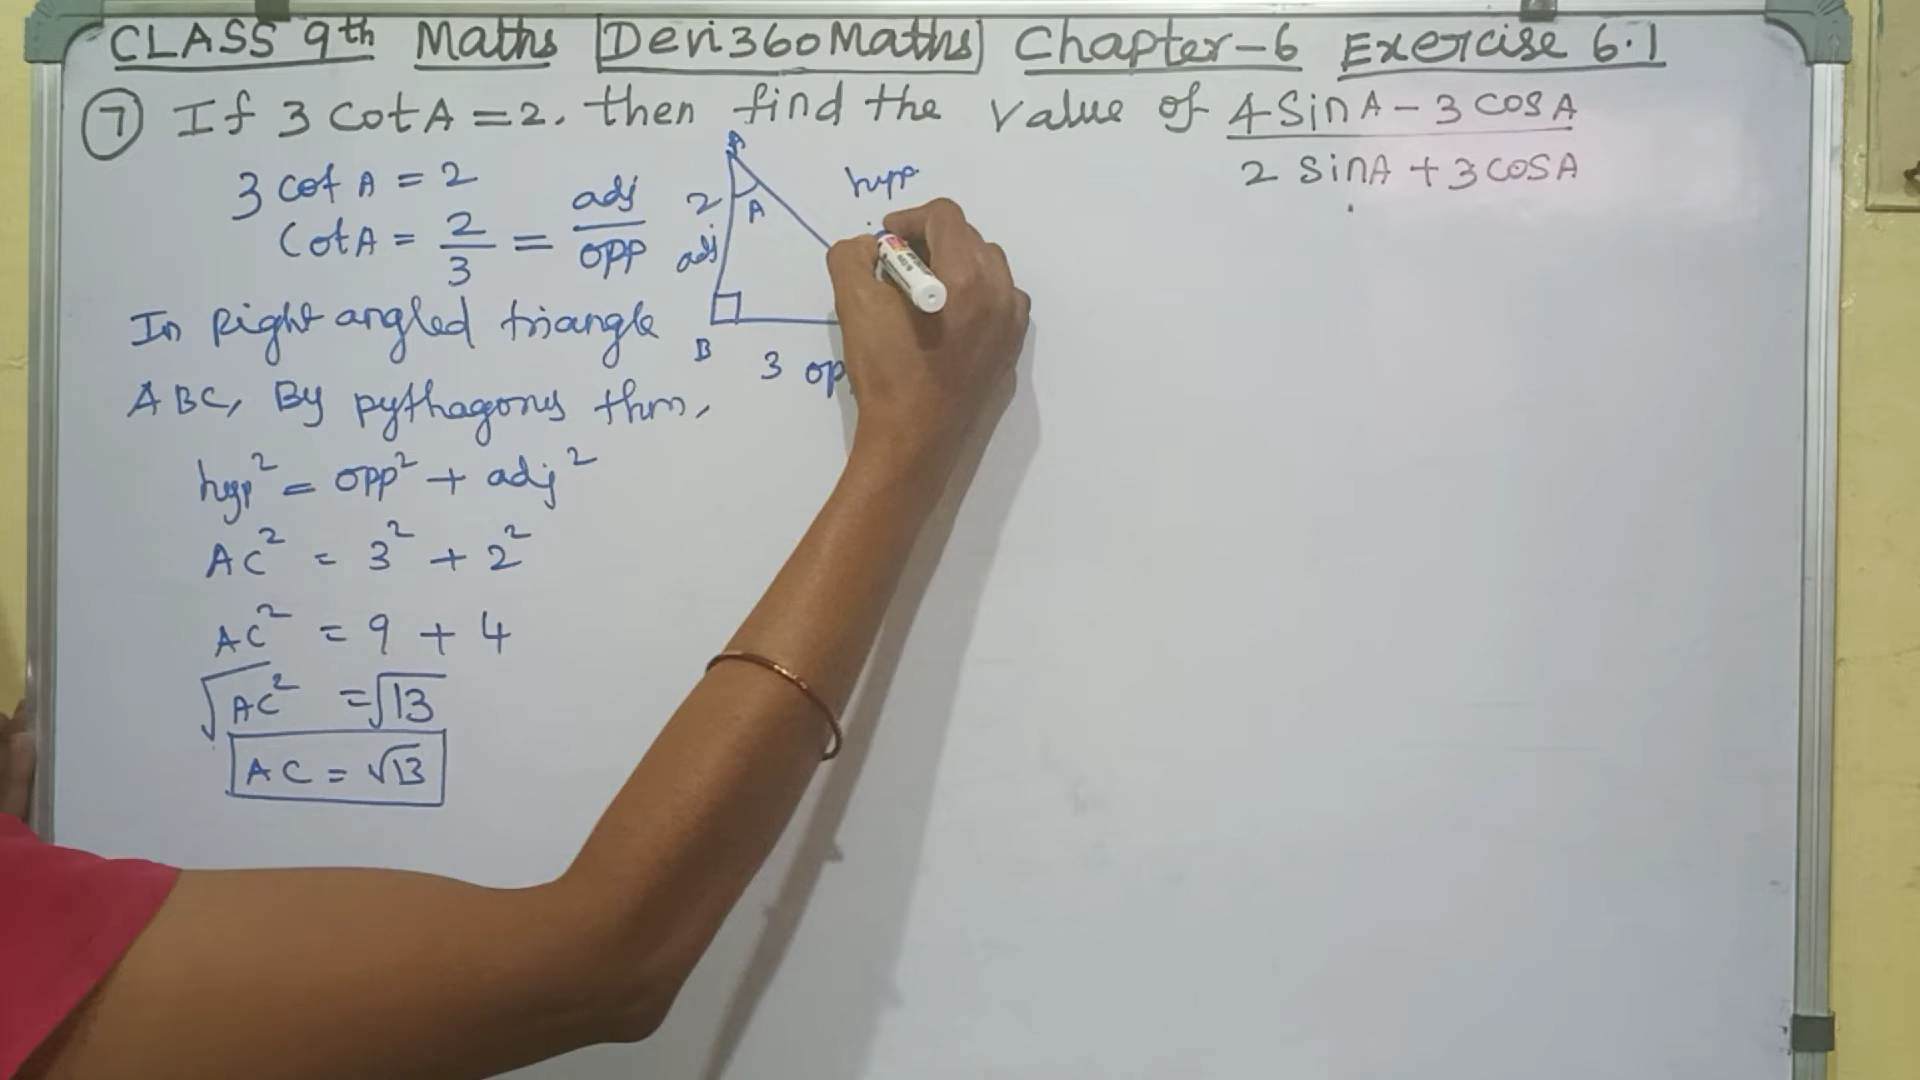 CLASS 9th Maths Devi360Maths Chapter-6 Exercise 6.1
7 If 3 cot A = 2, then find the value of 4 Sin A - 3 cos A
2 sin A + 3 cos A
3 cot A = 2
Cot A = 2/3 = adj/opp
A
hyp
2
A
adj
B
3 op
In Right angled triangle
ABC, By pythagorus thm,
hyp² = opp² + adj²
AC² = 3² + 2²
AC² = 9 + 4
√AC² = √13
AC = √13